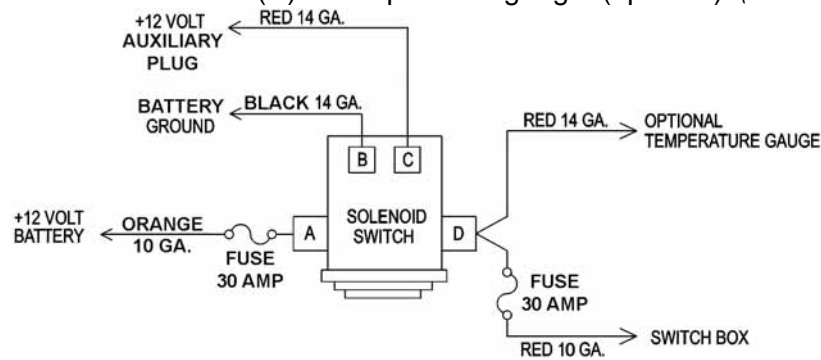 +12 VOLT
AUXILIARY
PLUG
RED 14 GA.
BATTERY
GROUND
BLACK 14 GA.
B
C
RED 14 GA.
OPTIONAL
TEMPERATURE GAUGE
+12 VOLT
BATTERY
ORANGE
10 GA.
FUSE
30 AMP
A
SOLENOID
SWITCH
D
FUSE
30 AMP
RED 10 GA.
SWITCH BOX